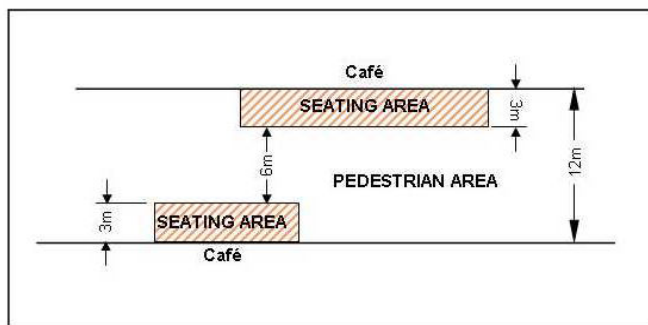 Café
SEATING AREA
3m
6m
12m
PEDESTRIAN AREA
3m
SEATING AREA
Café